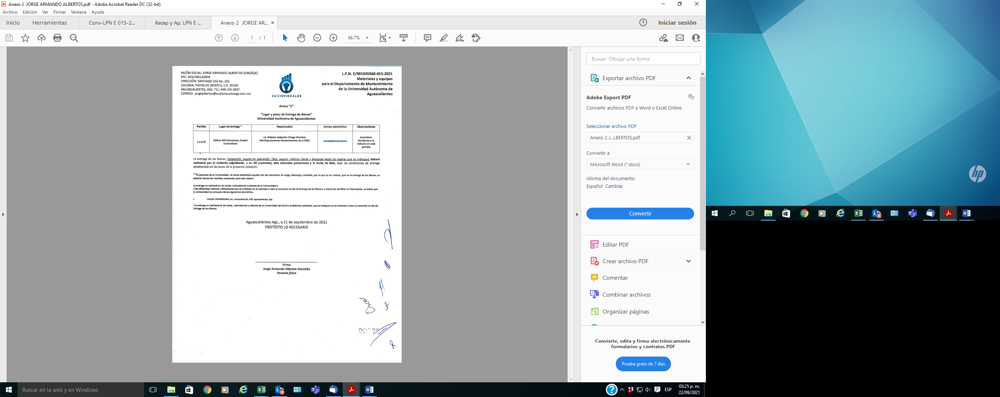 Anexo 2 JORGE ARMANDO ALBERTOS.pdf - Adobe Acrobat Reader DC (32-bit)
Archivo Edición Ver Firmar Ventana Ayuda
Inicio Herramientas Conv-LPN E 015-2... Recep y Ap. LPN E ... Anexo 2 JORGE AR... Iniciar sesión
1 / 1 66.7%
RAZÓN SOCIAL: JORGE ARMANDO ALBERTOS GONZÁLEZ
RFC: AEGJ760124GP6
DIRECCIÓN: SANTIAGO 202 No. 202
COLONIA: VISTAS DE ORIENTE, C.P. 20196
AGUASCALIENTES, AGS. TEL: 449-100-3837
CORREO: jorgealbertos@audiovisualesags.com.mx
AUDIOVISUALES
L.P.N. E/901045968-015-2021
Materiales y equipos
para el Departamento de Mantenimiento
de la Universidad Autónoma de
Aguascalientes
Anexo "2"
"Lugar y plazo de Entrega de Bienes"
Universidad Autónoma de Aguascalientes
Partida Lugar de entrega * Responsable Correo electrónico Observaciones
1 a la 97
Edificio 221 Polivalente, Ciudad
Universitaria
Lic. Roberto Alejandro Ortega Martínez
Jefe Departamento Mantenimiento de la DGIU
raortega@correo.uaa.mx
Suministro
(Conforme a lo
indicado en cada
partida)
La entrega de los bienes, instalación, puesta en operación, flete, seguro, viáticos (carga y descarga hasta los lugares que se indiquen) deberá
realizarse por el Licitante Adjudicado, a los 40 (cuarenta), días naturales posteriores a la fecha de fallo, bajo las condiciones de entrega
establecidas en las bases de la presente Licitación.
**El personal de la Universidad, no tiene autorizado ayudar con las maniobras de carga, descarga y traslado, por lo que se les reitera, que en la entrega de los bienes, se
deberán tomar las medidas necesarias para este objeto.
La entrega se realizará en las Aulas, Laboratorios y salones de la Universidad e
n los diferentes Centros y Direcciones que se indiquen en el contrato o bien al concertar la cita de Entrega de los Bienes, a efecto de clarificar la información, se indica que
la Universidad se compone de los siguientes domicilios:
• CIUDAD UNIVERSITARIA. Av. Universidad No. 940. Aguascalientes, Ags.
*La entrega se realizará en las Aulas, Laboratorios y salones de la Universidad del Centro Académico señalado, que se indiquen en el contrato o bien al concertar la cita de
Entrega de los Bienes.
Aguascalientes Ags., a 21 de septiembre de 2021
PROTESTO LO NECESARIO
Firma
Jorge Armando Albertos González
Persona física
Oscar
Buscar 'Dibujar una forma'
Exportar archivo PDF
Adobe Export PDF
Convertir archivos PDF a Word o Excel Online
Seleccionar archivo PDF
Anexo 2 J...LBERTOS.pdf
Convertir a
Microsoft Word (*.docx)
Idioma del documento:
Español Cambiar
Convertir
Editar PDF
Crear archivo PDF
Comentar
Combinar archivos
Organizar páginas
Convierte, edita y firma electrónicamente
formularios y contratos PDF
Prueba gratis de 7 días
hp
Buscar en la web y en Windows
ESP
03:25 p. m.
22/09/2021